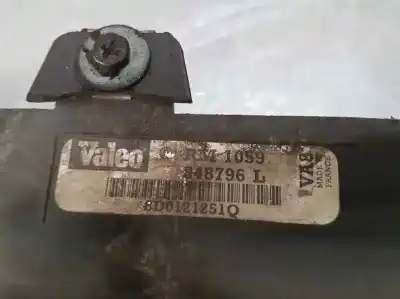 Valeo RM 1059
848796 L
8D0121251Q
MADE IN
FRANCE